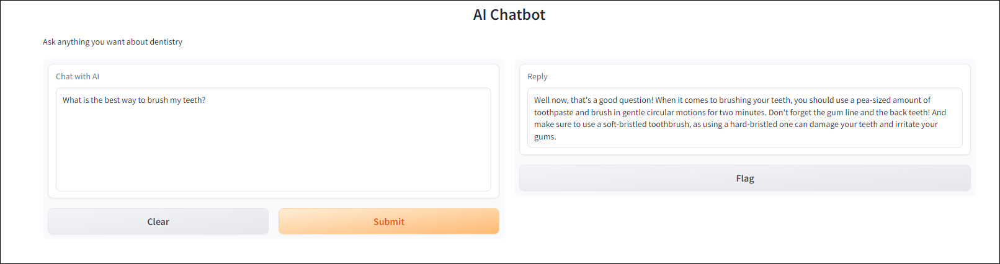 AI Chatbot
Ask anything you want about dentistry
Chat with AI
What is the best way to brush my teeth?
Clear
Submit
Reply
Well now, that's a good question! When it comes to brushing your teeth, you should use a pea-sized amount of
toothpaste and brush in gentle circular motions for two minutes. Don't forget the gum line and the back teeth! And
make sure to use a soft-bristled toothbrush, as using a hard-bristled one can damage your teeth and irritate your
gums.
Flag